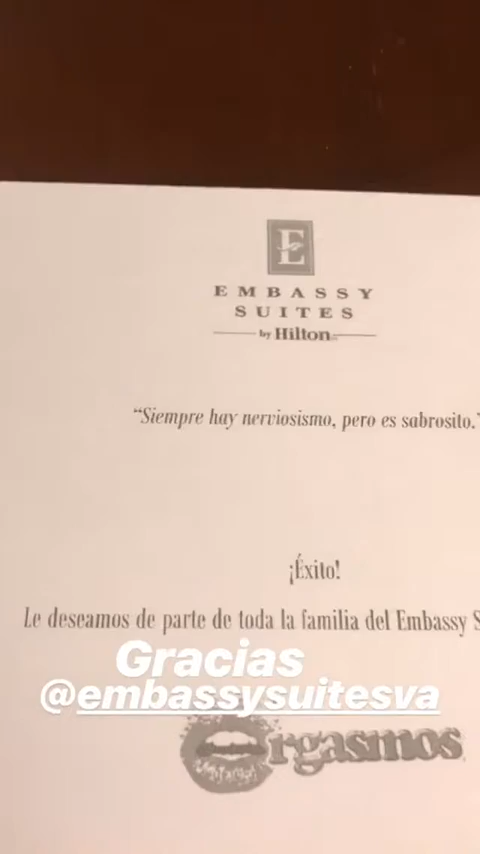 E
EMBASSY
SUITES
by Hilton
“Siempre hay nerviosismo, pero es sabrosito.”
¡Éxito!
Le deseamos de parte de toda la familia del Embassy S
Gracias
@embassysuitesva
rgasmos